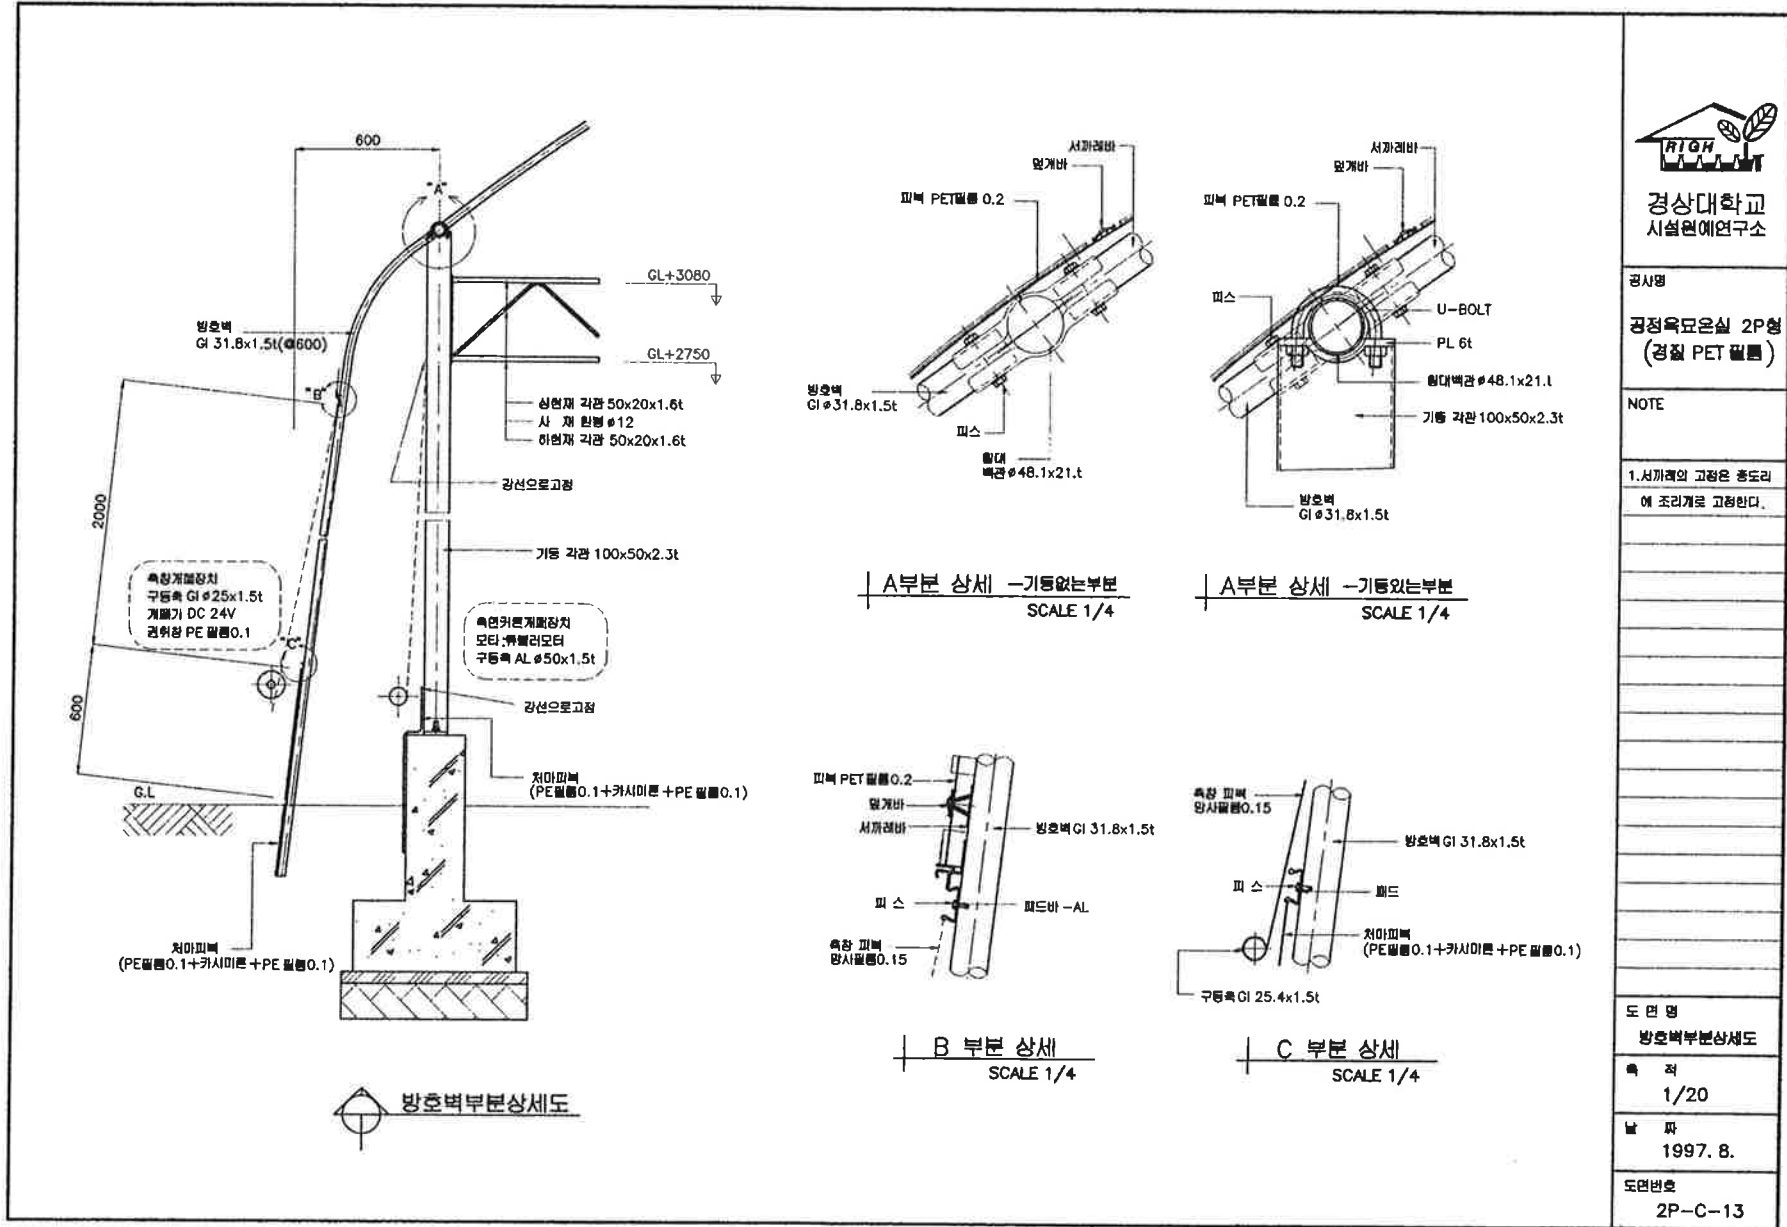 600
"A"
GL+3080
GL+2750
방호벽
GI 31.8x1.5t(@600)
"B"
상현재 각관 50x20x1.6t
사 재 환봉 ø12
하현재 각관 50x20x1.6t
강선으로고정
2000
기둥 각관 100x50x2.3t
측창개폐장치
구동축 GI ø25x1.5t
개폐기 DC 24V
권취창 PE 필름0.1
"C"
측면커튼개폐장치
모타:튜블러모터
구동축 AL ø50x1.5t
600
강선으로고정
처마피복
(PE필름0.1+카시미론+PE필름0.1)
G.L
처마피복
(PE필름0.1+카시미론+PE필름0.1)
방호벽부분상세도
서까래바
덮개바
피복 PET필름 0.2
방호벽
GI ø31.8x1.5t
피스
횡대
백관 ø48.1x21.t
A부분 상세 -기둥없는부분
SCALE 1/4
서까래바
덮개바
피복 PET필름 0.2
피스
U-BOLT
PL 6t
횡대백관 ø48.1x21.t
기둥 각관 100x50x2.3t
방호벽
GI ø31.8x1.5t
A부분 상세 -기둥있는부분
SCALE 1/4
피복 PET필름0.2
덮개바
서까래바
방호벽 GI 31.8x1.5t
피 스
패드바-AL
측창 피복
망사필름0.15
B 부분 상세
SCALE 1/4
측창 피복
망사필름0.15
방호벽 GI 31.8x1.5t
피 스
패드
처마피복
(PE필름0.1+카시미론+PE필름0.1)
구동축 GI 25.4x1.5t
C 부분 상세
SCALE 1/4
RIGH
경상대학교
시설원예연구소
공사명
공정육묘온실 2P형
(경질 PET 필름)
NOTE
1.서까래의 고정은 중도리
에 조리개로 고정한다.
도 면 명
방호벽부분상세도
축 척
1/20
날 짜
1997. 8.
도면번호
2P-C-13